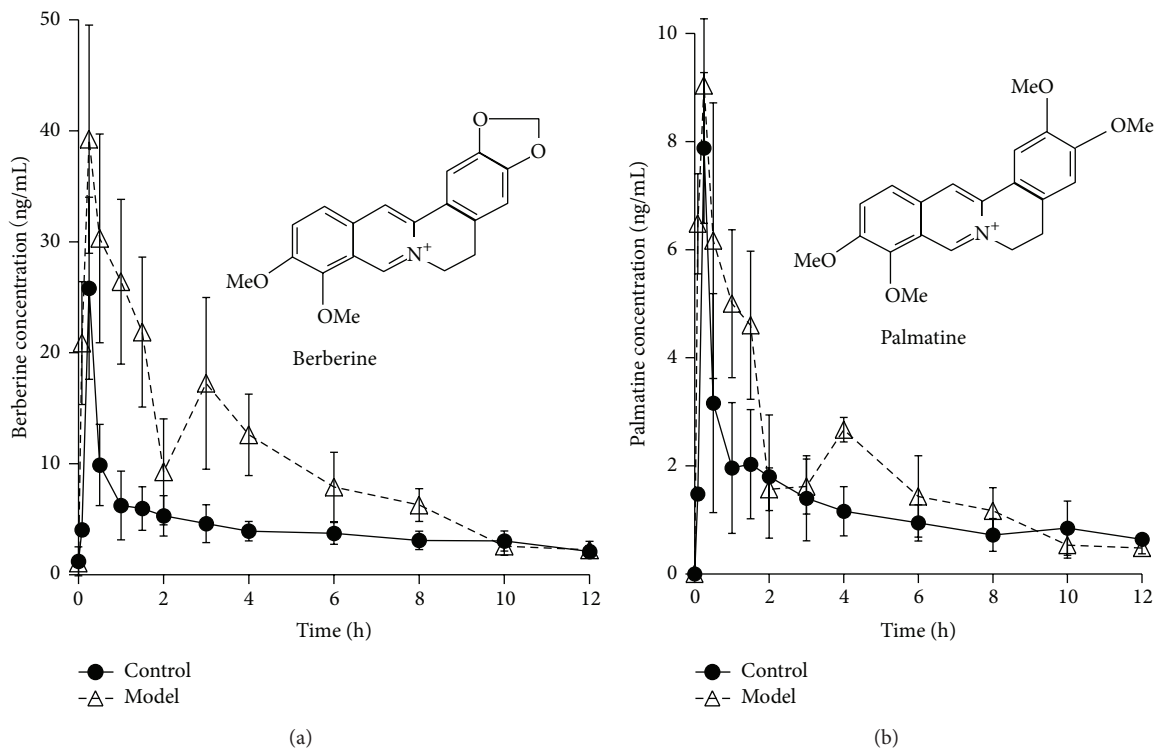 50
40
30
20
10
0
Berberine concentration (ng/mL)
O
O
N+
MeO
OMe
Berberine
0 2 4 6 8 10 12
Time (h)
Control
Model
(a)
10
8
6
4
2
0
Palmatine concentration (ng/mL)
MeO
OMe
N+
MeO
OMe
Palmatine
0 2 4 6 8 10 12
Time (h)
Control
Model
(b)